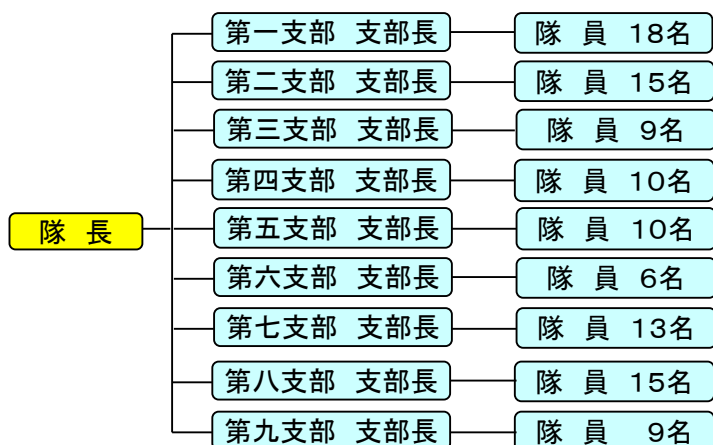 第一支部 支部長 隊 員 18名
第二支部 支部長 隊 員 15名
第三支部 支部長 隊 員 9名
第四支部 支部長 隊 員 10名
隊 長 第五支部 支部長 隊 員 10名
第六支部 支部長 隊 員 6名
第七支部 支部長 隊 員 13名
第八支部 支部長 隊 員 15名
第九支部 支部長 隊 員 9名